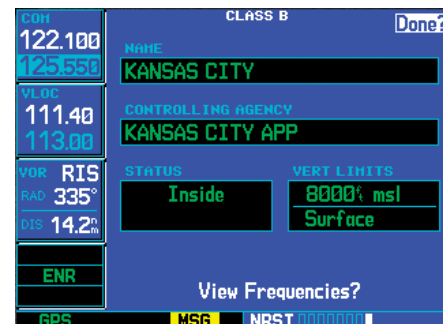 COM
122.100
125.550
VLOC
111.40
113.00
VOR RIS
RAD 335°
DIS 14.2nm
ENR
GPS
CLASS B
Done?
NAME
KANSAS CITY
CONTROLLING AGENCY
KANSAS CITY APP
STATUS
Inside
VERT LIMITS
8000ft msl
Surface
View Frequencies?
MSG
NRST